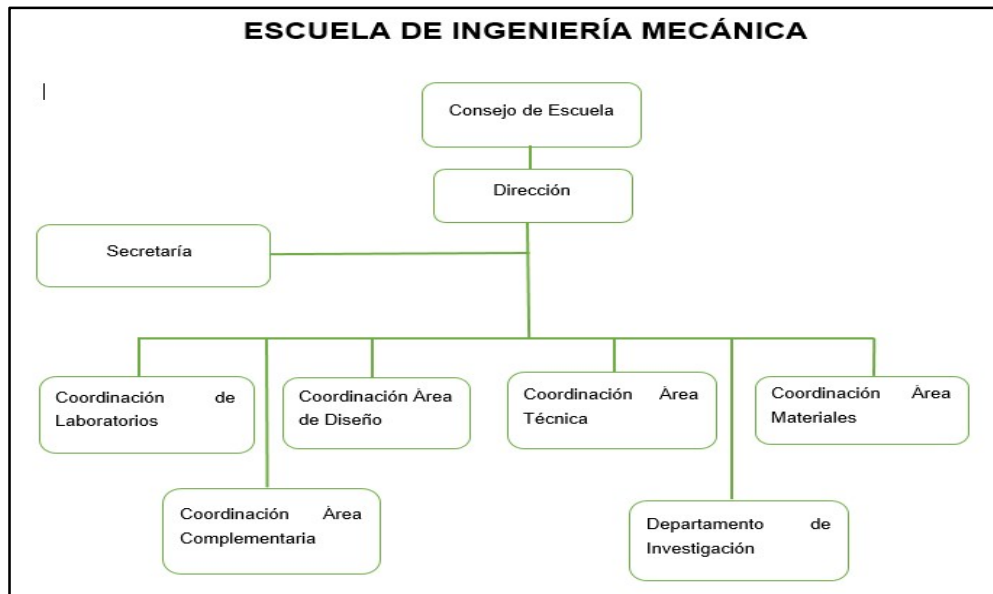 ESCUELA DE INGENIERÍA MECÁNICA
Consejo de Escuela
Dirección
Secretaría
Coordinación de
Laboratorios
Coordinación Área
de Diseño
Coordinación Área
Técnica
Coordinación Área
Materiales
Coordinación Área
Complementaria
Departamento de
Investigación